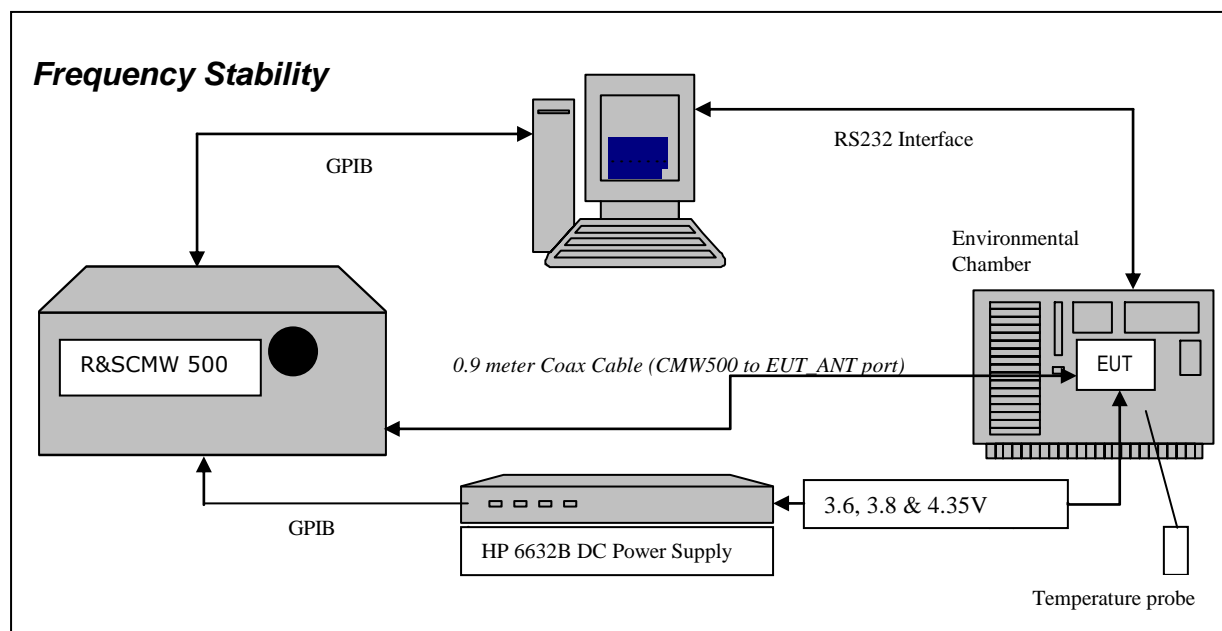 Frequency Stability
GPIB
RS232 Interface
Environmental
Chamber
R&SCMW 500
0.9 meter Coax Cable (CMW500 to EUT_ANT port)
EUT
GPIB
3.6, 3.8 & 4.35V
HP 6632B DC Power Supply
Temperature probe